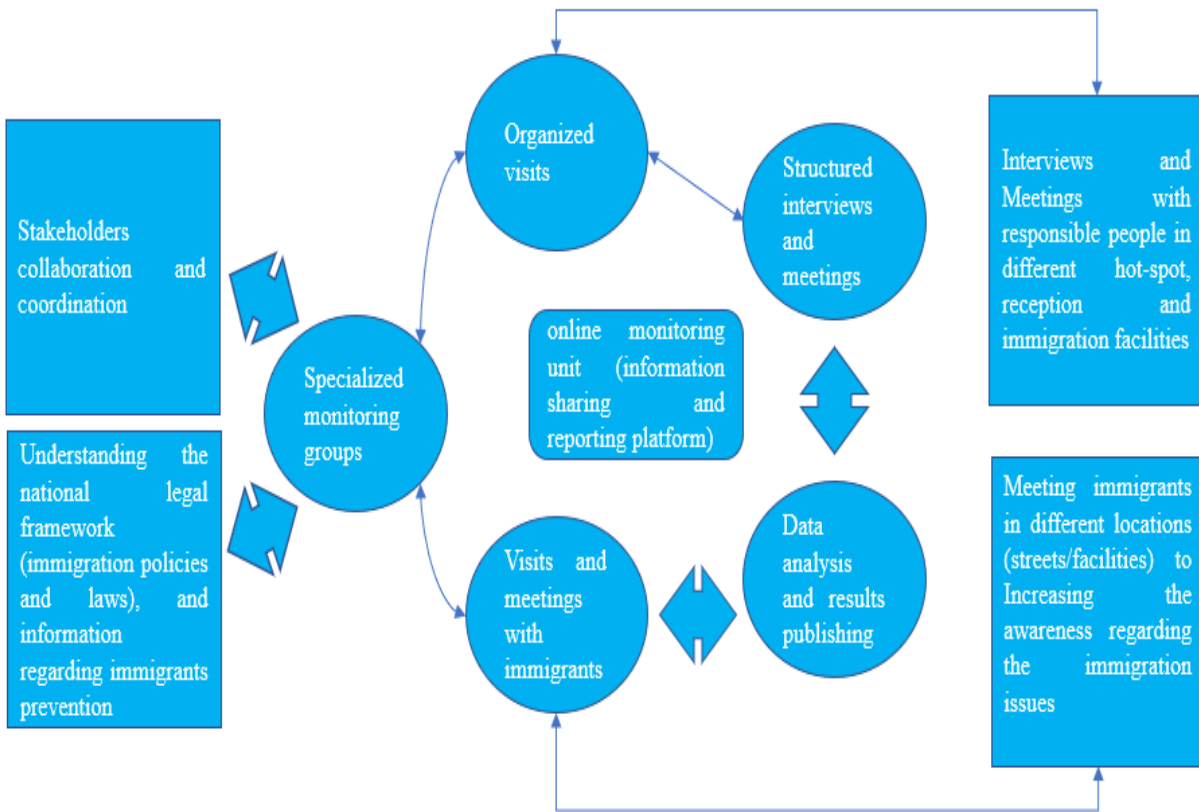 Organized
visits
Structured
interviews
and
meetings
Interviews and
Meetings with
responsible people in
different hot-spot,
reception and
immigration facilities
Stakeholders
collaboration and
coordination
Specialized
monitoring
groups
online monitoring
unit (information
sharing and
reporting platform)
Understanding the
national legal
framework
(immigration policies
and laws), and
information
regarding immigrants
prevention
Visits and
meetings
with
immigrants
Data
analysis
and results
publishing
Meeting immigrants
in different locations
(streets/facilities) to
Increasing the
awareness regarding
the immigration
issues